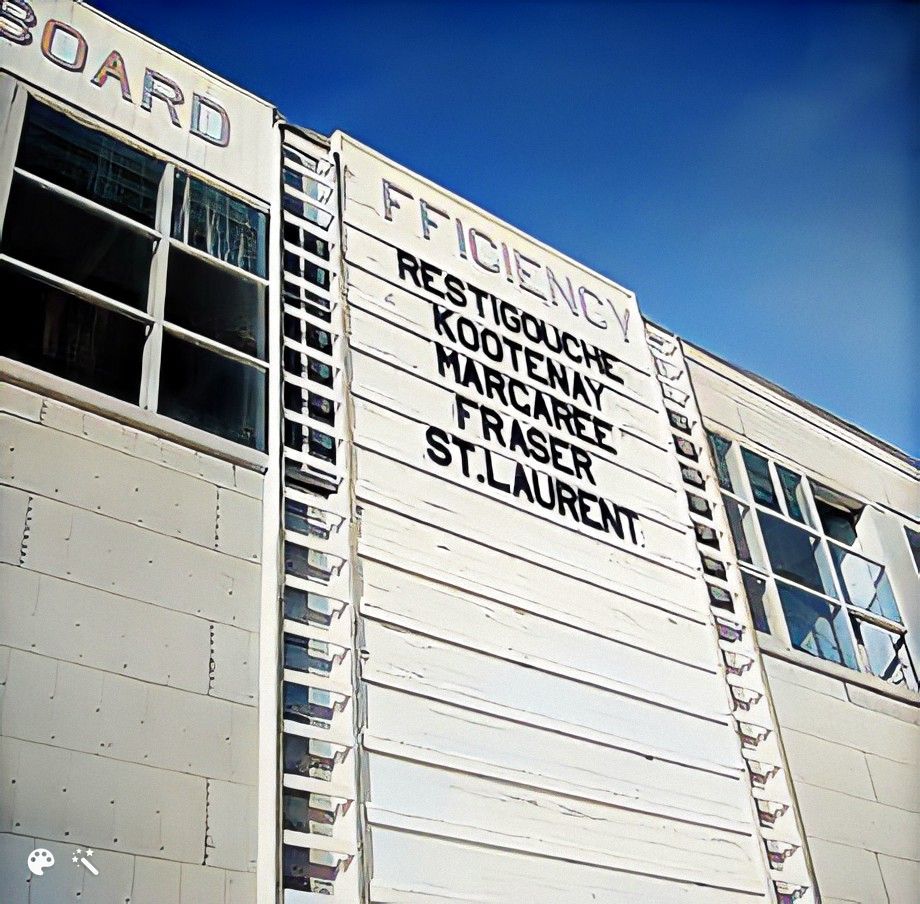 BOARD
FFICIENCY
RESTIGOUCHE
KOOTENAY
MARGAREE
FRASER
ST.LAURENT